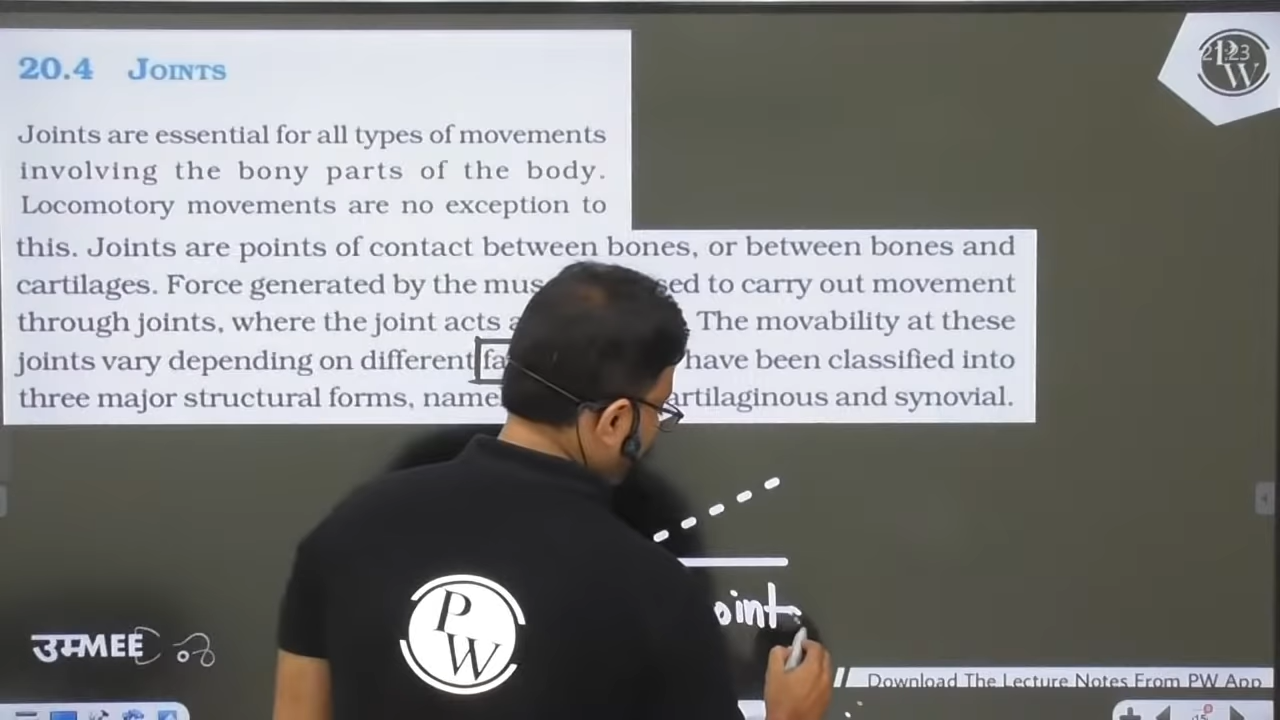 20.4 JOINTS
Joints are essential for all types of movements
involving the bony parts of the body.
Locomotory movements are no exception to
this. Joints are points of contact between bones, or between bones and
cartilages. Force generated by the mus sed to carry out movement
through joints, where the joint acts The movability at these
joints vary depending on different fa have been classified into
three major structural forms, name artilaginous and synovial.
oint
उम्मEE
PW
PW
Download The Lecture Notes From PW App